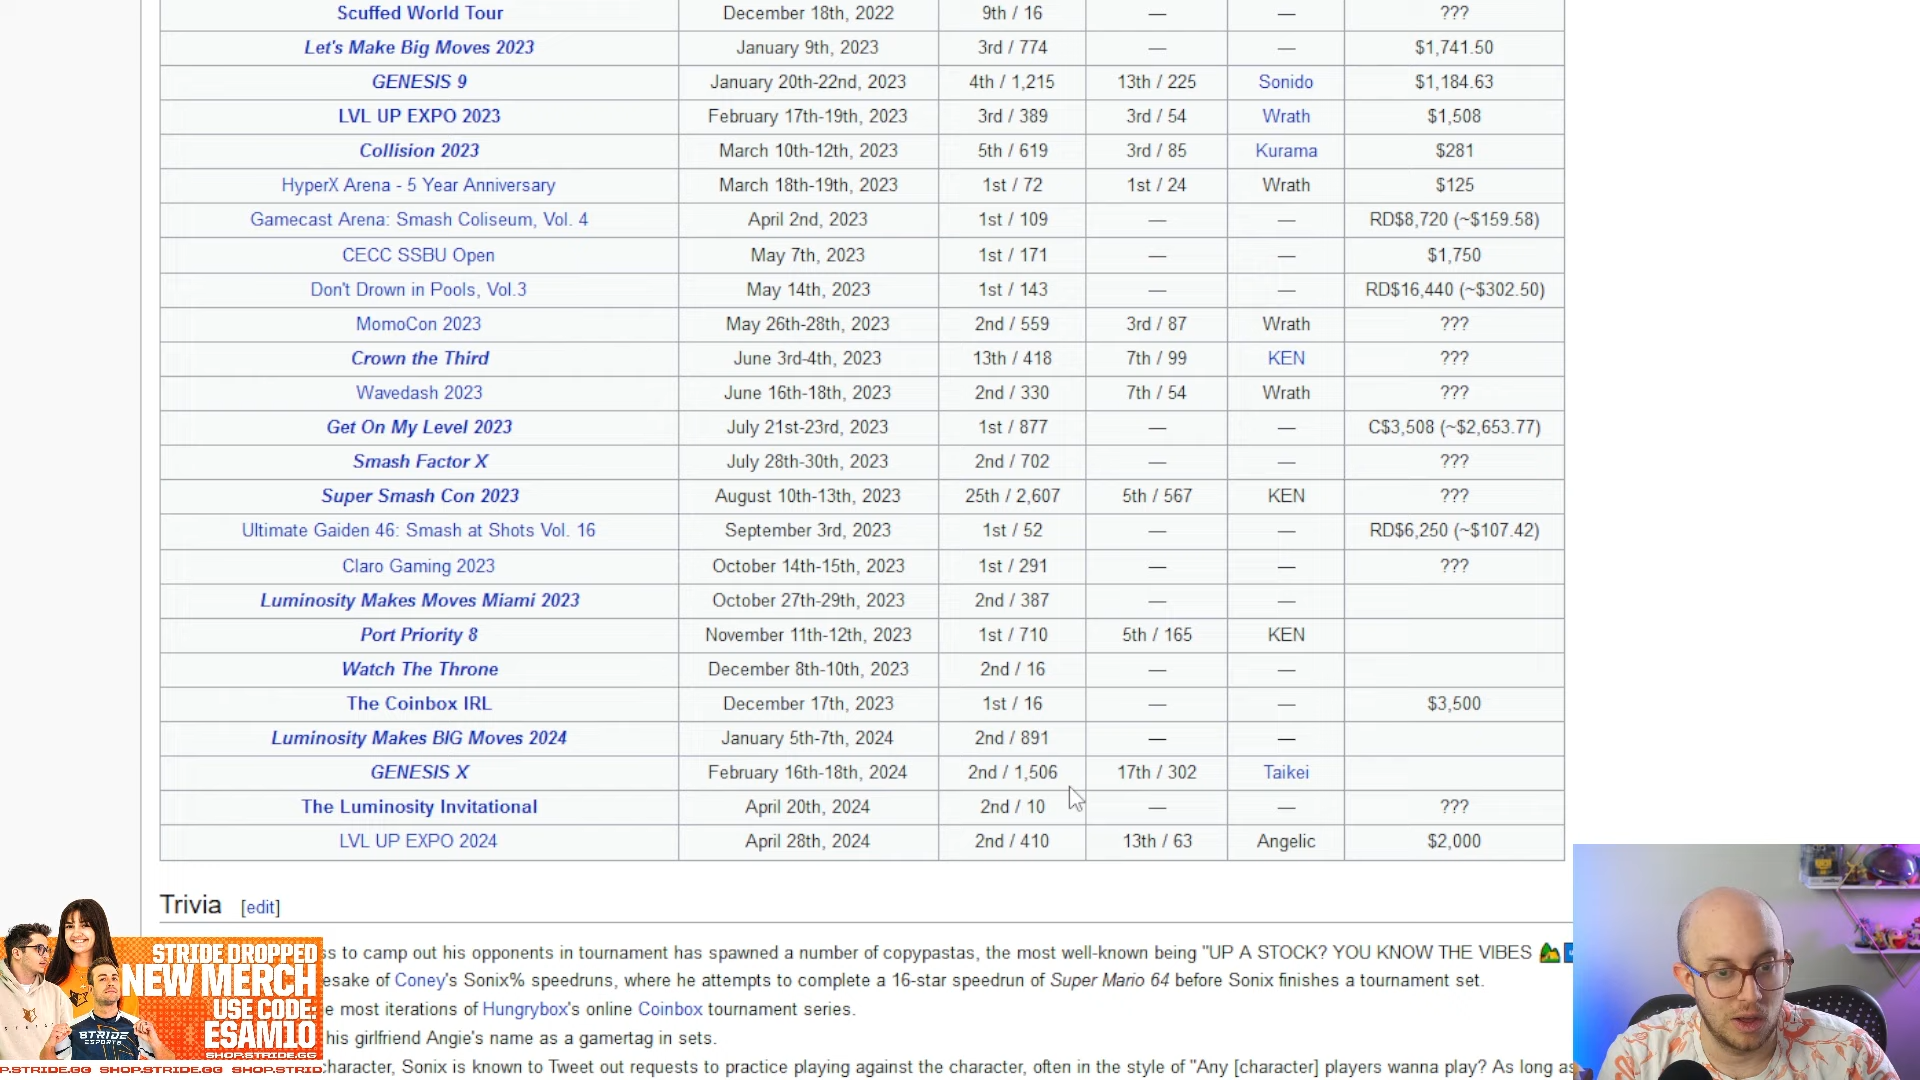 Scuffed World Tour December 18th, 2022 9th / 16 — — ???
Let's Make Big Moves 2023 January 9th, 2023 3rd / 774 — — $1,741.50
GENESIS 9 January 20th-22nd, 2023 4th / 1,215 13th / 225 Sonido $1,184.63
LVL UP EXPO 2023 February 17th-19th, 2023 3rd / 389 3rd / 54 Wrath $1,508
Collision 2023 March 10th-12th, 2023 5th / 619 3rd / 85 Kurama $281
HyperX Arena - 5 Year Anniversary March 18th-19th, 2023 1st / 72 1st / 24 Wrath $125
Gamecast Arena: Smash Coliseum, Vol. 4 April 2nd, 2023 1st / 109 — — RD$8,720 (~$159.58)
CECC SSBU Open May 7th, 2023 1st / 171 — — $1,750
Don't Drown in Pools, Vol.3 May 14th, 2023 1st / 143 — — RD$16,440 (~$302.50)
MomoCon 2023 May 26th-28th, 2023 2nd / 559 3rd / 87 Wrath ???
Crown the Third June 3rd-4th, 2023 13th / 418 7th / 99 KEN ???
Wavedash 2023 June 16th-18th, 2023 2nd / 330 7th / 54 Wrath ???
Get On My Level 2023 July 21st-23rd, 2023 1st / 877 — — C$3,508 (~$2,653.77)
Smash Factor X July 28th-30th, 2023 2nd / 702 — — ???
Super Smash Con 2023 August 10th-13th, 2023 25th / 2,607 5th / 567 KEN ???
Ultimate Gaiden 46: Smash at Shots Vol. 16 September 3rd, 2023 1st / 52 — — RD$6,250 (~$107.42)
Claro Gaming 2023 October 14th-15th, 2023 1st / 291 — — ???
Luminosity Makes Moves Miami 2023 October 27th-29th, 2023 2nd / 387 — —
Port Priority 8 November 11th-12th, 2023 1st / 710 5th / 165 KEN
Watch The Throne December 8th-10th, 2023 2nd / 16 — —
The Coinbox IRL December 17th, 2023 1st / 16 — — $3,500
Luminosity Makes BIG Moves 2024 January 5th-7th, 2024 2nd / 891 — —
GENESIS X February 16th-18th, 2024 2nd / 1,506 17th / 302 Taikei
The Luminosity Invitational April 20th, 2024 2nd / 10 — — ???
LVL UP EXPO 2024 April 28th, 2024 2nd / 410 13th / 63 Angelic $2,000
Trivia [edit]
ss to camp out his opponents in tournament has spawned a number of copypastas, the most well-known being "UP A STOCK? YOU KNOW THE VIBES
esake of Coney's Sonix% speedruns, where he attempts to complete a 16-star speedrun of Super Mario 64 before Sonix finishes a tournament set.
e most iterations of Hungrybox's online Coinbox tournament series.
his girlfriend Angie's name as a gamertag in sets.
haracter, Sonix is known to Tweet out requests to practice playing against the character, often in the style of "Any [character] players wanna play? As long as
STRIDE DROPPED
NEW MERCH
USE CODE:
ESAM10
SHOP.STRIDE.GG
STRIDE
ESPORTS
P.STRIDE.GG SHOP.STRIDE.GG SHOP.STRID